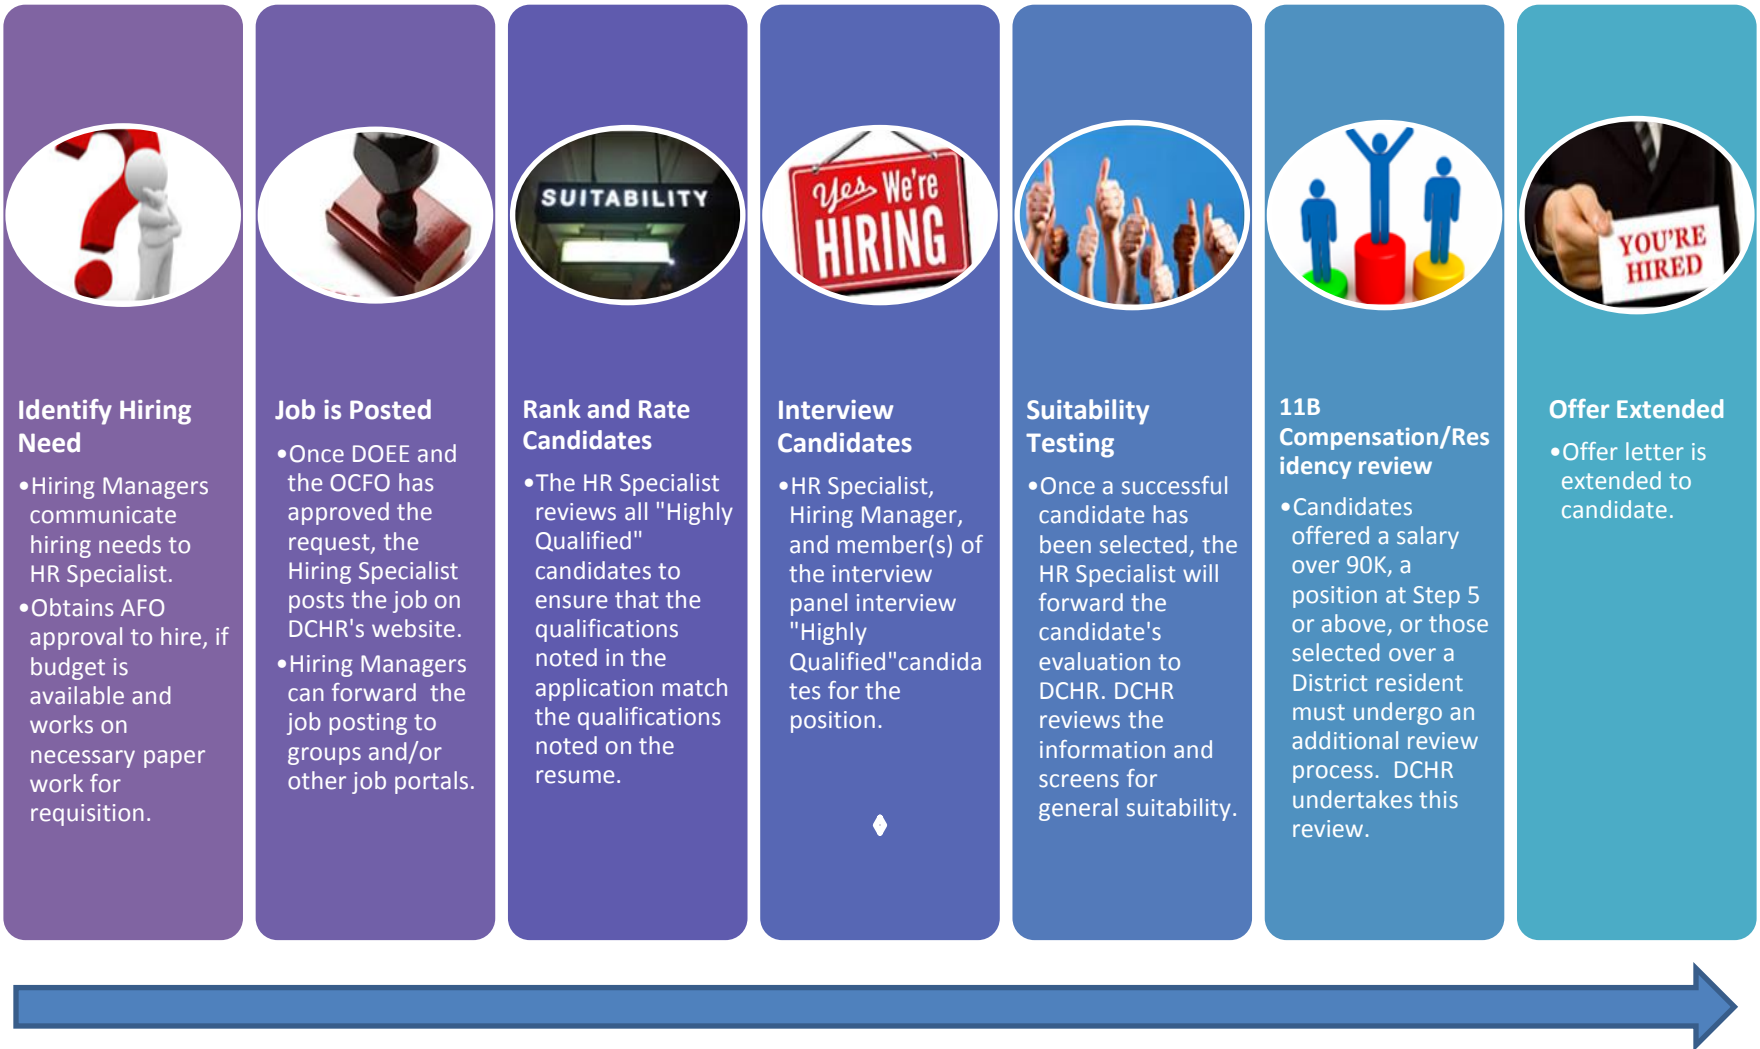 SUITABILITY
Yes We're
HIRING
YOU'RE
HIRED
Identify Hiring
Need
•Hiring Managers
communicate
hiring needs to
HR Specialist.
•Obtains AFO
approval to hire, if
budget is
available and
works on
necessary paper
work for
requisition.
Job is Posted
•Once DOEE and
the OCFO has
approved the
request, the
Hiring Specialist
posts the job on
DCHR's website.
•Hiring Managers
can forward  the
job posting to
groups and/or
other job portals.
Rank and Rate
Candidates
•The HR Specialist
reviews all "Highly
Qualified"
candidates to
ensure that the
qualifications
noted in the
application match
the qualifications
noted on the
resume.
Interview
Candidates
•HR Specialist,
Hiring Manager,
and member(s) of
the interview
panel interview
"Highly
Qualified"candida
tes for the
position.
Suitability
Testing
•Once a successful
candidate has
been selected, the
HR Specialist will
forward the
candidate's
evaluation to
DCHR. DCHR
reviews the
information and
screens for
general suitability.
11B
Compensation/Res
idency review
•Candidates
offered a salary
over 90K, a
position at Step 5
or above, or those
selected over a
District resident
must undergo an
additional review
process.  DCHR
undertakes this
review.
Offer Extended
•Offer letter is
extended to
candidate.